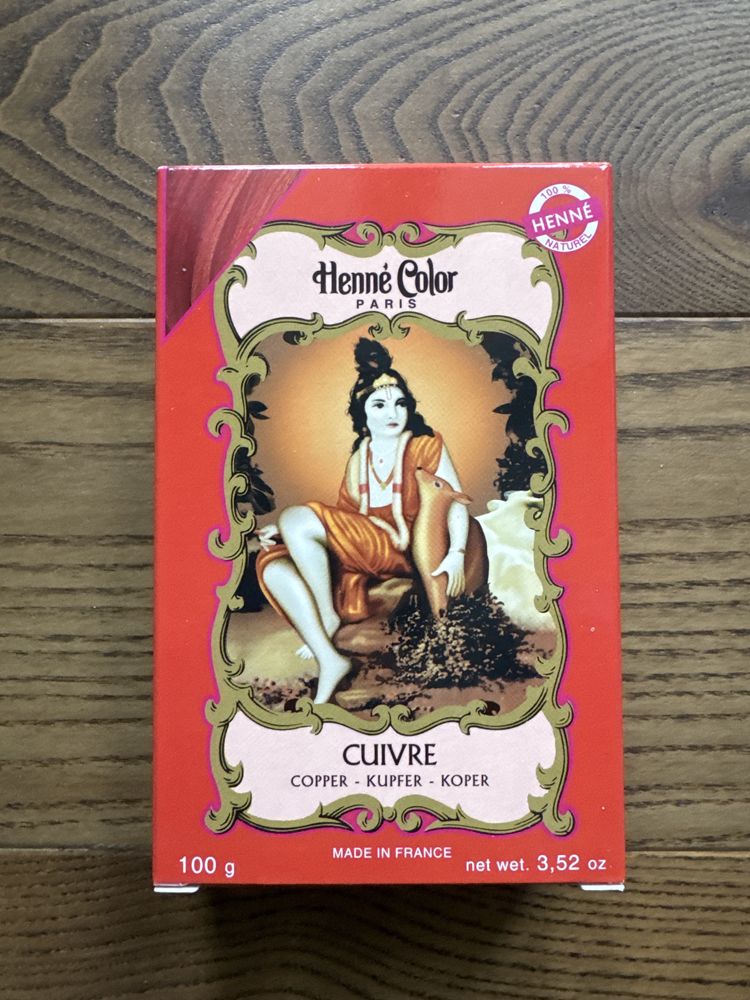 100 %
HENNÉ
NATUREL
Henné Color
PARIS
CUIVRE
COPPER - KUPFER - KOPER
MADE IN FRANCE
100 g
net wet. 3,52 oz